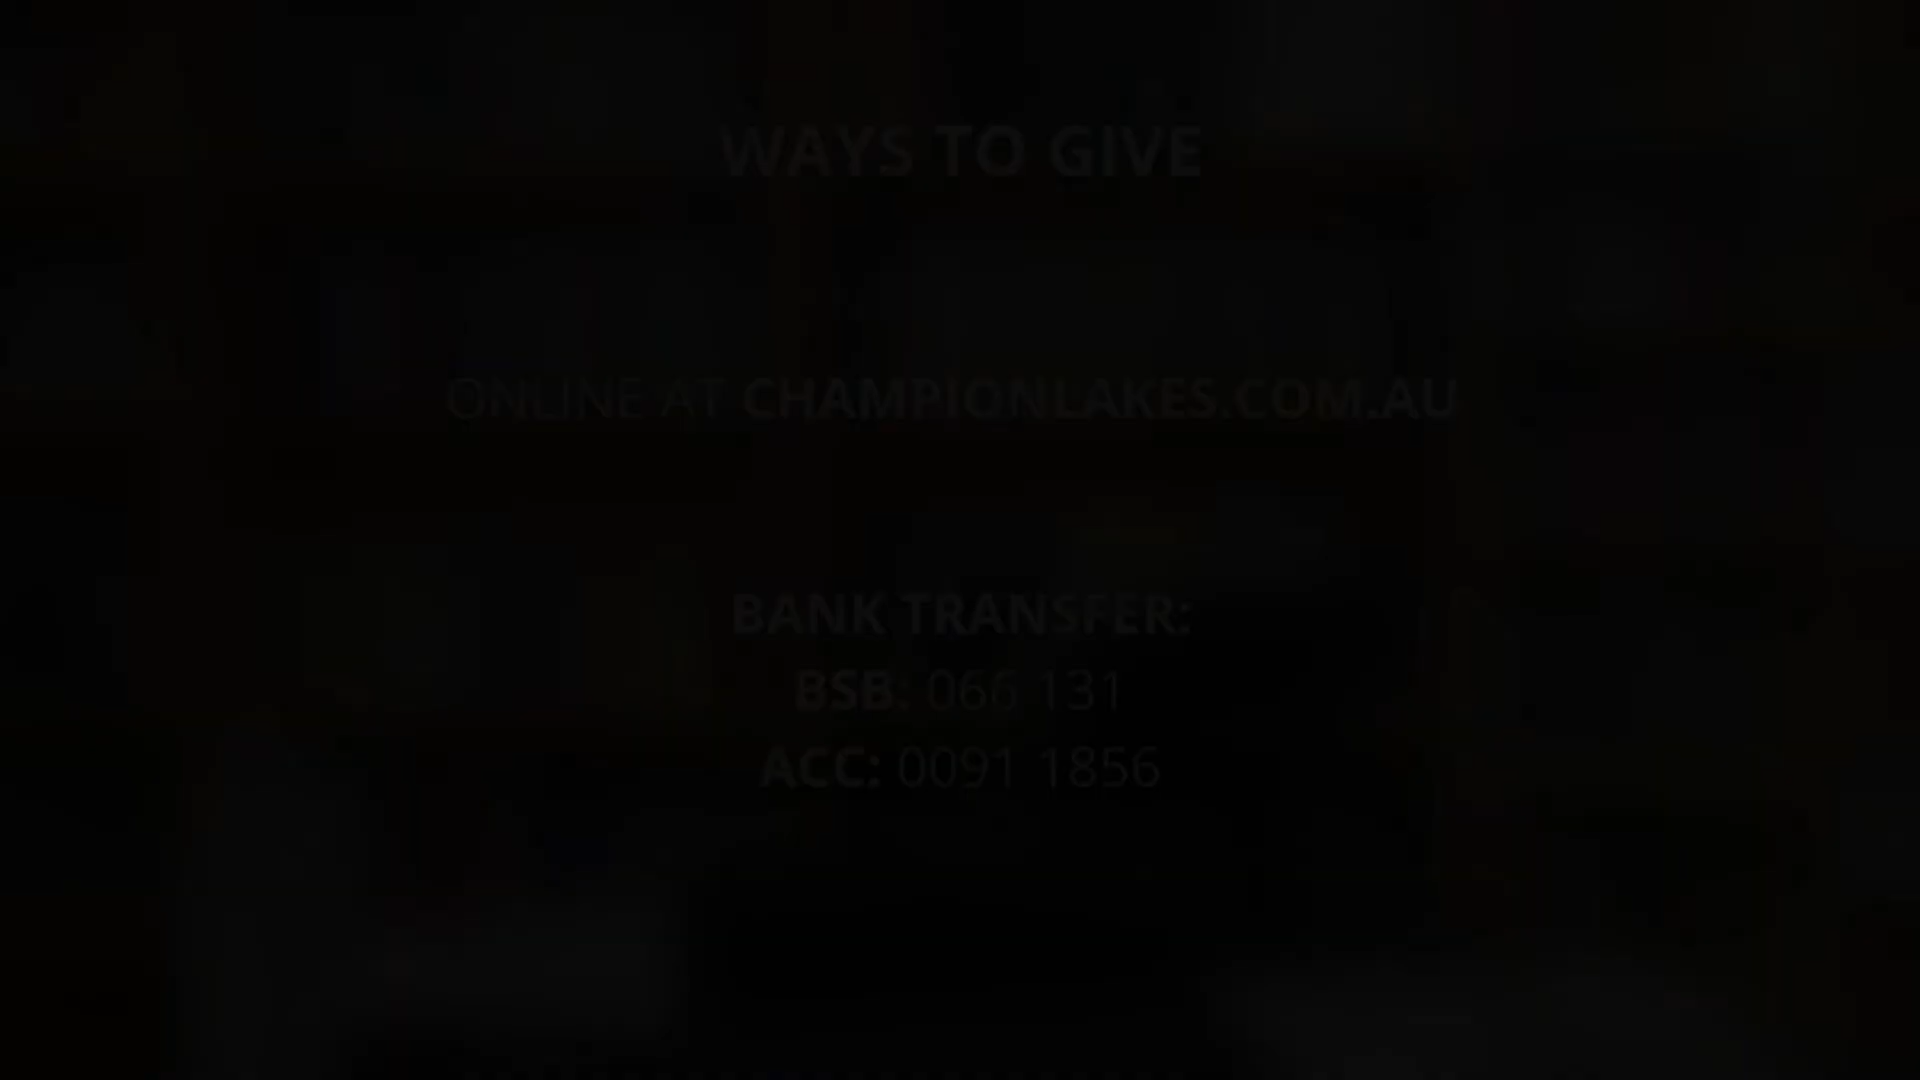 WAYS TO GIVE
ONLINE AT CHAMPIONLAKES.COM.AU
BANK TRANSFER:
BSB: 066 131
ACC: 0091 1856